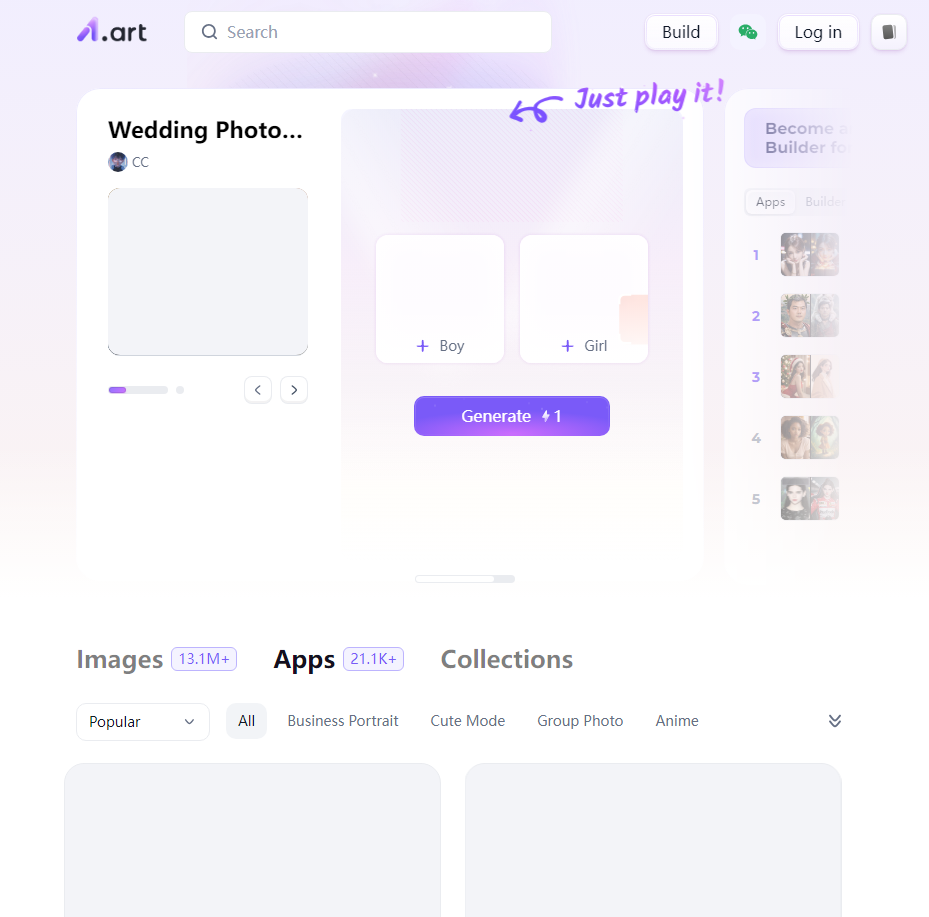 A.art
Search
Build
Log in
Just play it!
Wedding Photo...
CC
Become a
Builder for
Apps
Builder
+ Boy
+ Girl
Generate 1
1
2
3
4
5
Images 13.1M+
Apps 21.1K+
Collections
Popular
All
Business Portrait
Cute Mode
Group Photo
Anime